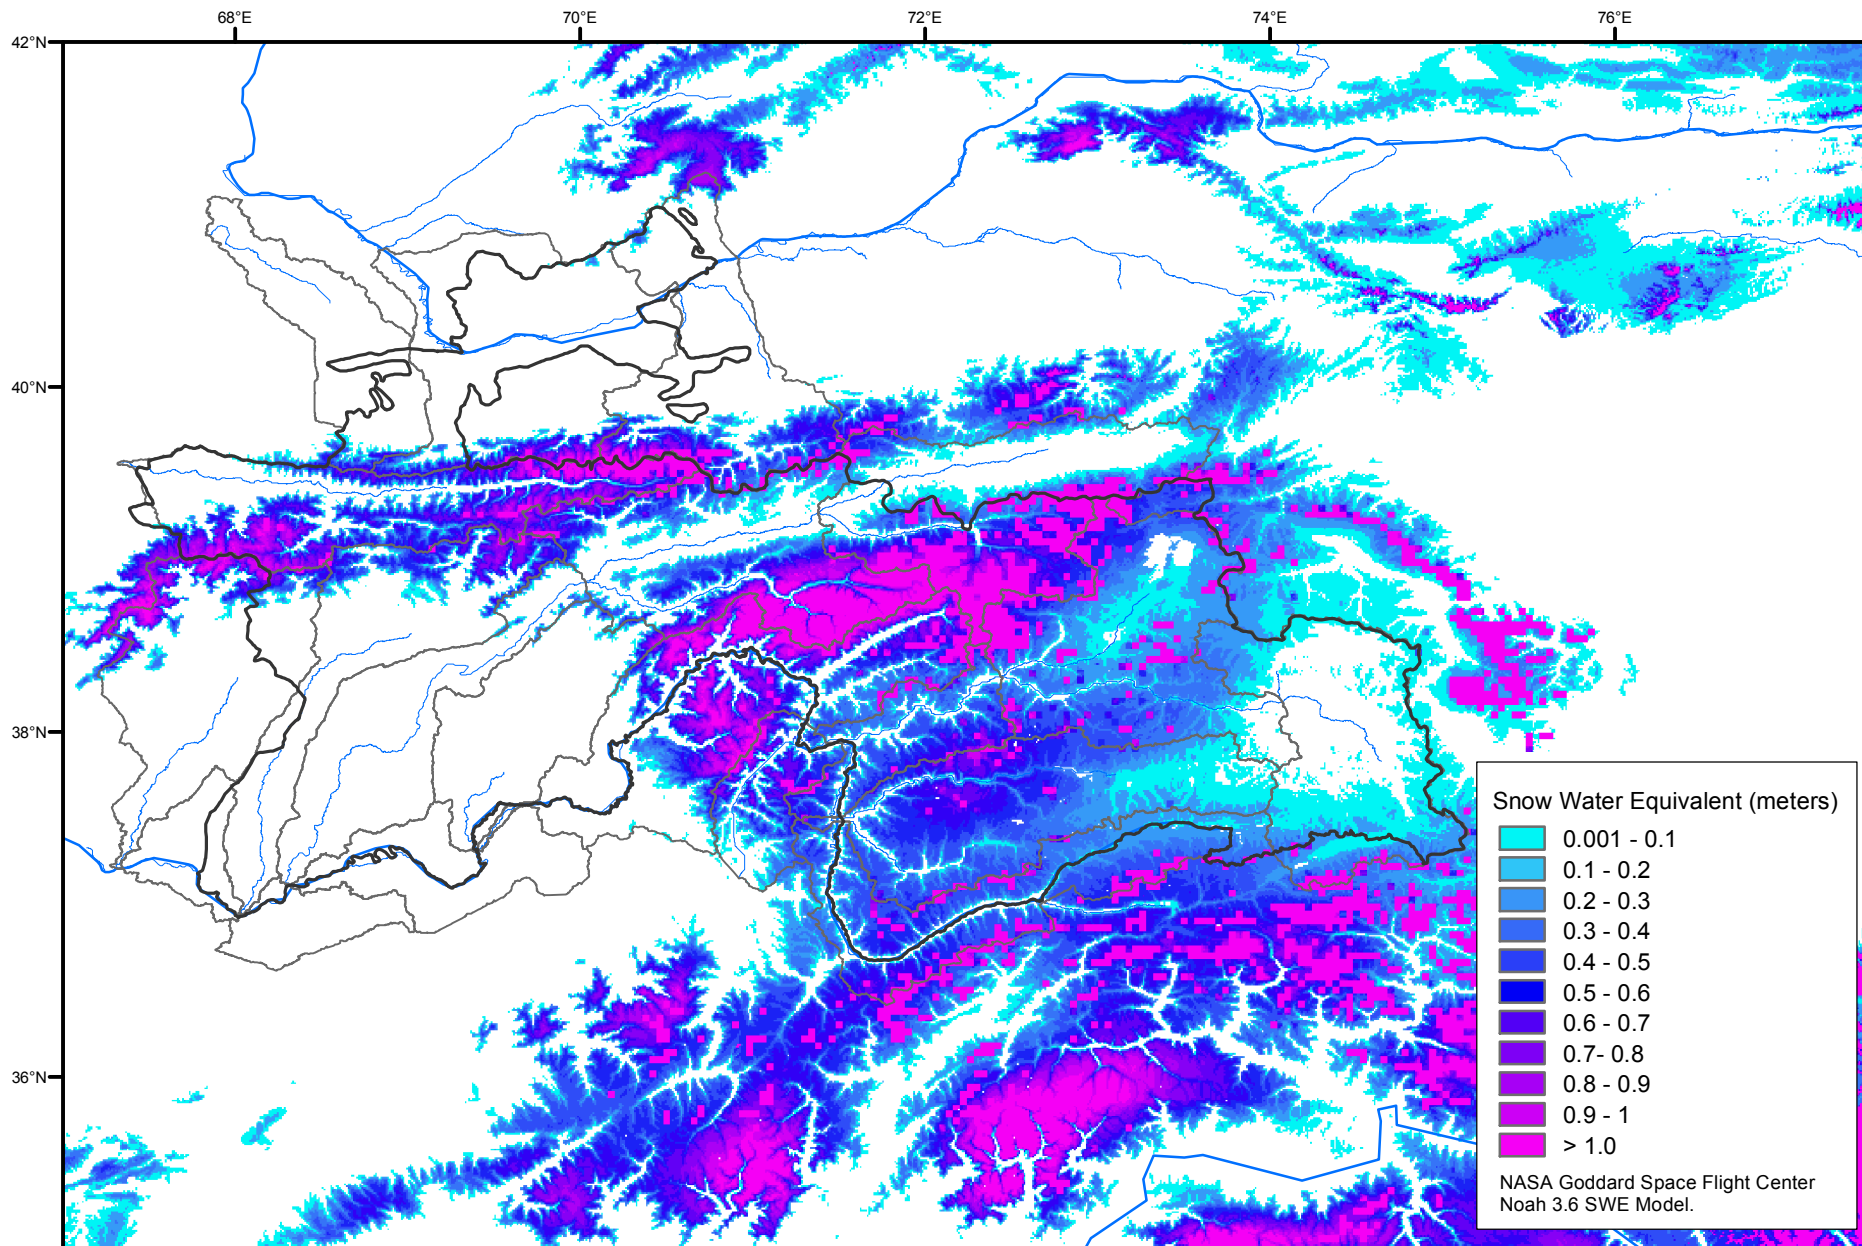 68°E
70°E
72°E
74°E
76°E
42°N
40°N
38°N
36°N
Snow Water Equivalent (meters)
0.001 - 0.1
0.1 - 0.2
0.2 - 0.3
0.3 - 0.4
0.4 - 0.5
0.5 - 0.6
0.6 - 0.7
0.7- 0.8
0.8 - 0.9
0.9 - 1
> 1.0
NASA Goddard Space Flight Center
Noah 3.6 SWE Model.